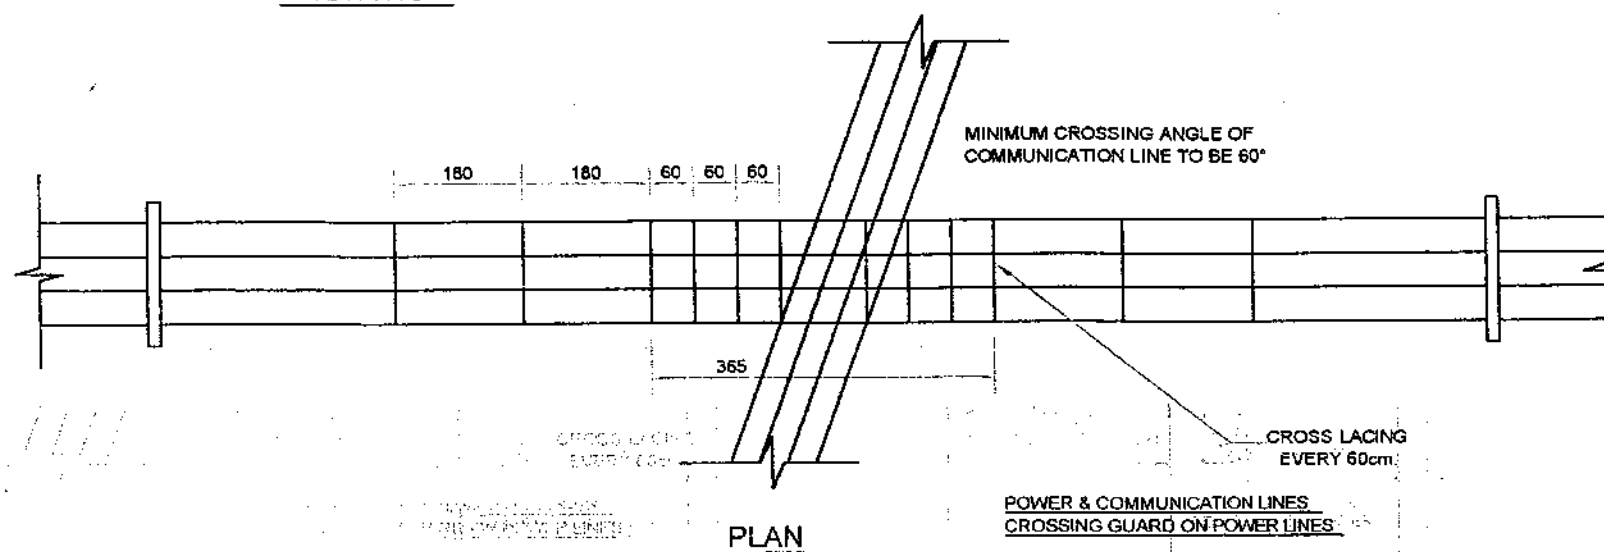 MINIMUM CROSSING ANGLE OF
COMMUNICATION LINE TO BE 60°
180 180 60 60 60
365
CROSS LACING
EVERY 60cm.
POWER & COMMUNICATION LINES
CROSSING GUARD ON POWER LINES
PLAN